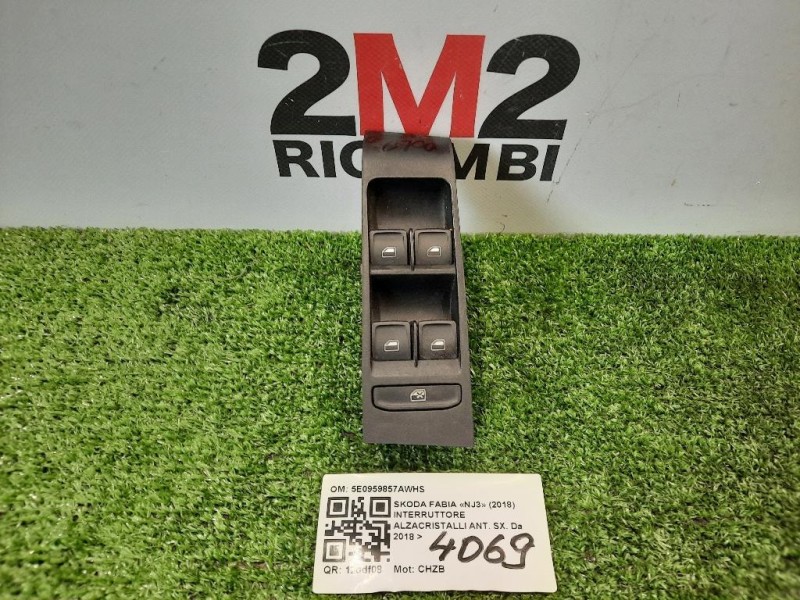 2M2
RICAMBI
OM: 5E0959857AWHS
SKODA FABIA «NJ3» (2018)
INTERRUTTORE
ALZACRISTALLI ANT. SX. Da
2018 >
4069
QR: Mot: CHZB